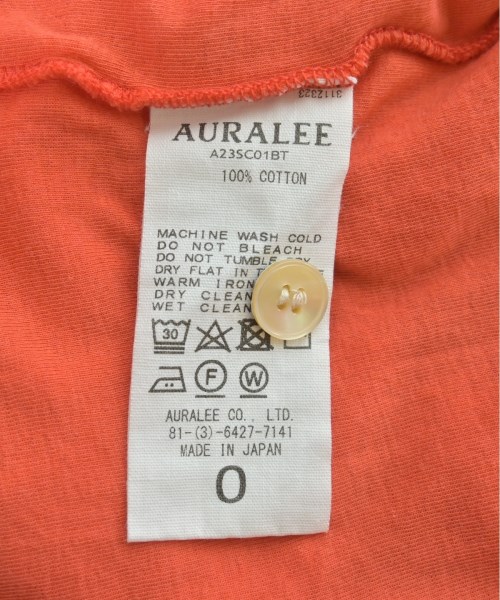 3112323
AURALEE
A23SC01BT
100% COTTON
MACHINE WASH COLD
DO NOT BLEACH
DO NOT TUMBLE
DRY FLAT IN
WARM IRON
DRY CLEAN
WET CLEAN
30
F
W
AURALEE CO., LTD.
81-(3)-6427-7141
MADE IN JAPAN
0